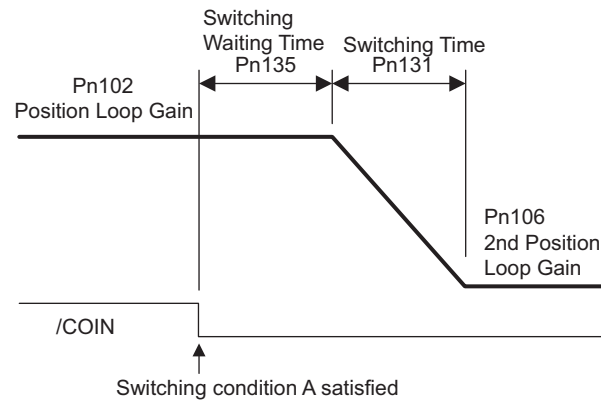 Switching
Waiting Time
Pn135
Switching Time
Pn131
Pn102
Position Loop Gain
Pn106
2nd Position
Loop Gain
/COIN
Switching condition A satisfied